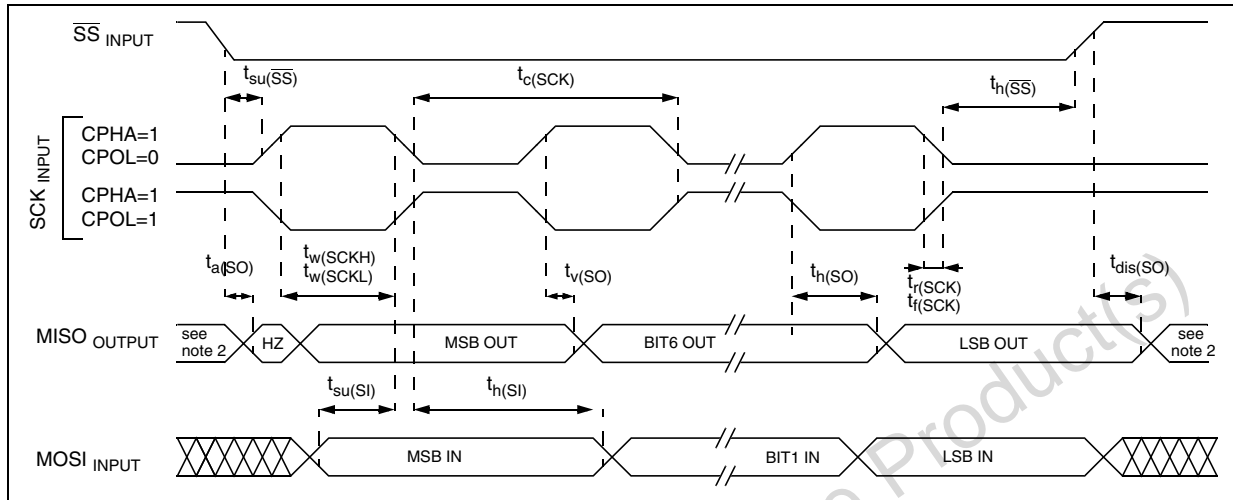 SS INPUT
tsu(SS)
tc(SCK)
th(SS)
SCK INPUT
CPHA=1
CPOL=0
CPHA=1
CPOL=1
ta(SO)
tw(SCKH)
tw(SCKL)
tv(SO)
th(SO)
tr(SCK)
tf(SCK)
tdis(SO)
MISO OUTPUT
see note 2
HZ
MSB OUT
BIT6 OUT
LSB OUT
see note 2
tsu(SI)
th(SI)
MOSI INPUT
MSB IN
BIT1 IN
LSB IN
Product(s)